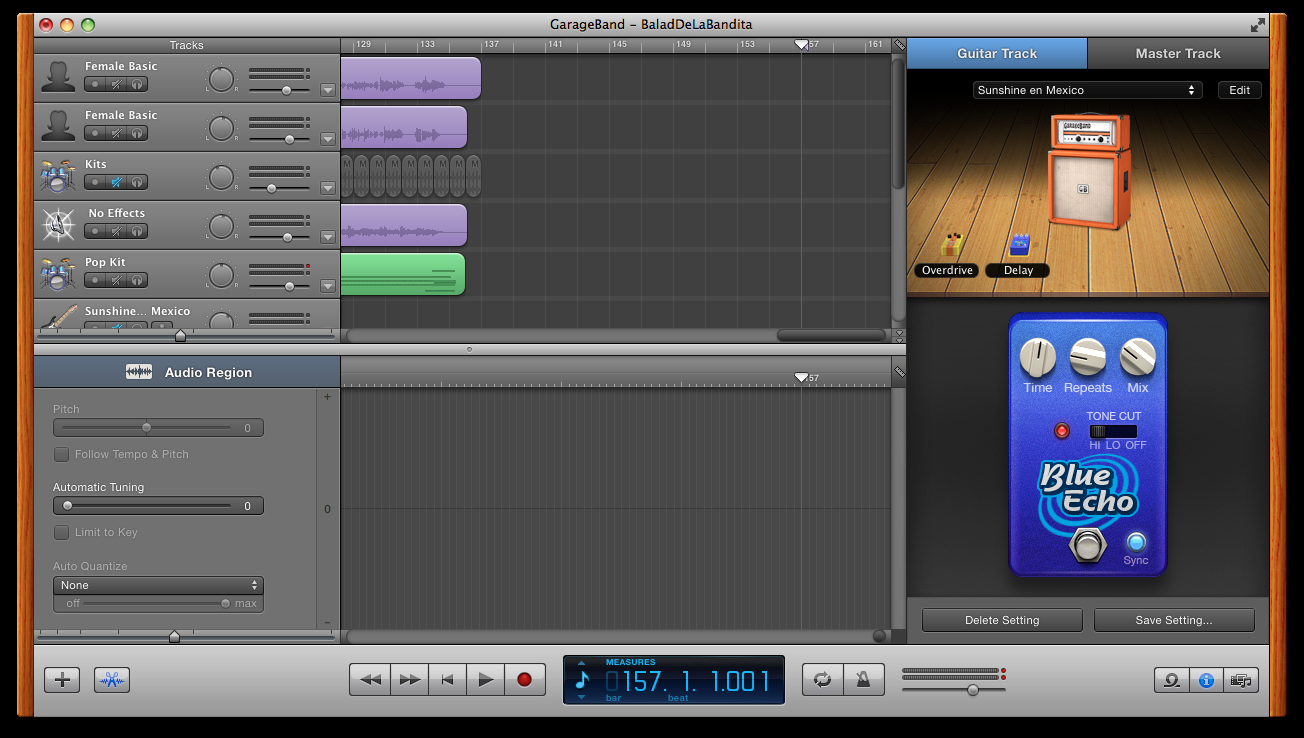 GarageBand – BaladDeLaBandita
Tracks
129 133 137 141 145 149 153 57 161
Guitar Track Master Track
Sunshine en Mexico Edit
Female Basic
L R
Female Basic
L R
Kits
L R
M M M M M M M M M
No Effects
L R
Pop Kit
L R
Sunshine... Mexico
GarageBand
GB
Overdrive Delay
Audio Region
57
Pitch
0
Follow Tempo & Pitch
Automatic Tuning
0
Limit to Key
Auto Quantize
None
off max
+
0
-
Time Repeats Mix
TONE CUT
HI LO OFF
Blue
Echo
Sync
Delete Setting Save Setting...
MEASURES
157. 1. 1.001
bar beat